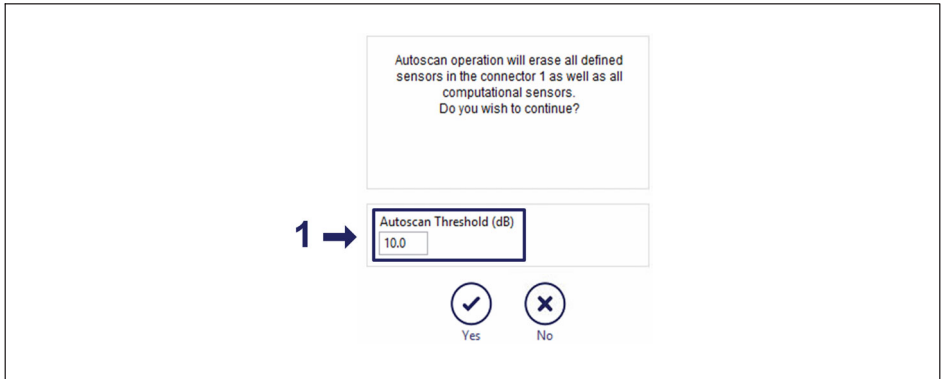 Autoscan operation will erase all defined
sensors in the connector 1 as well as all
computational sensors.
Do you wish to continue?
1
Autoscan Threshold (dB)
10.0
Yes No